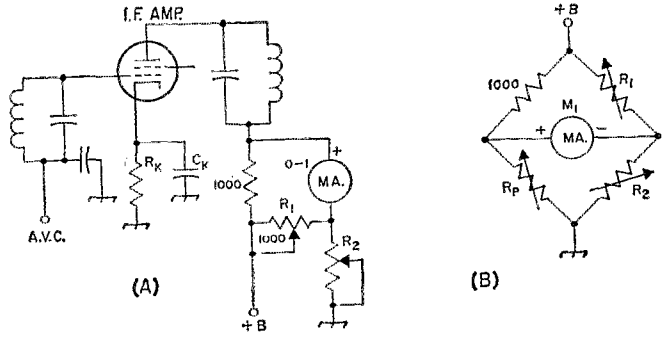 I.F. AMP.
+B
1000
R1
M1
+ MA. −
RP
R2
RK
CK
1000
+
0-1
MA.
R1
1000
R2
A.V.C.
(A)
+B
(B)